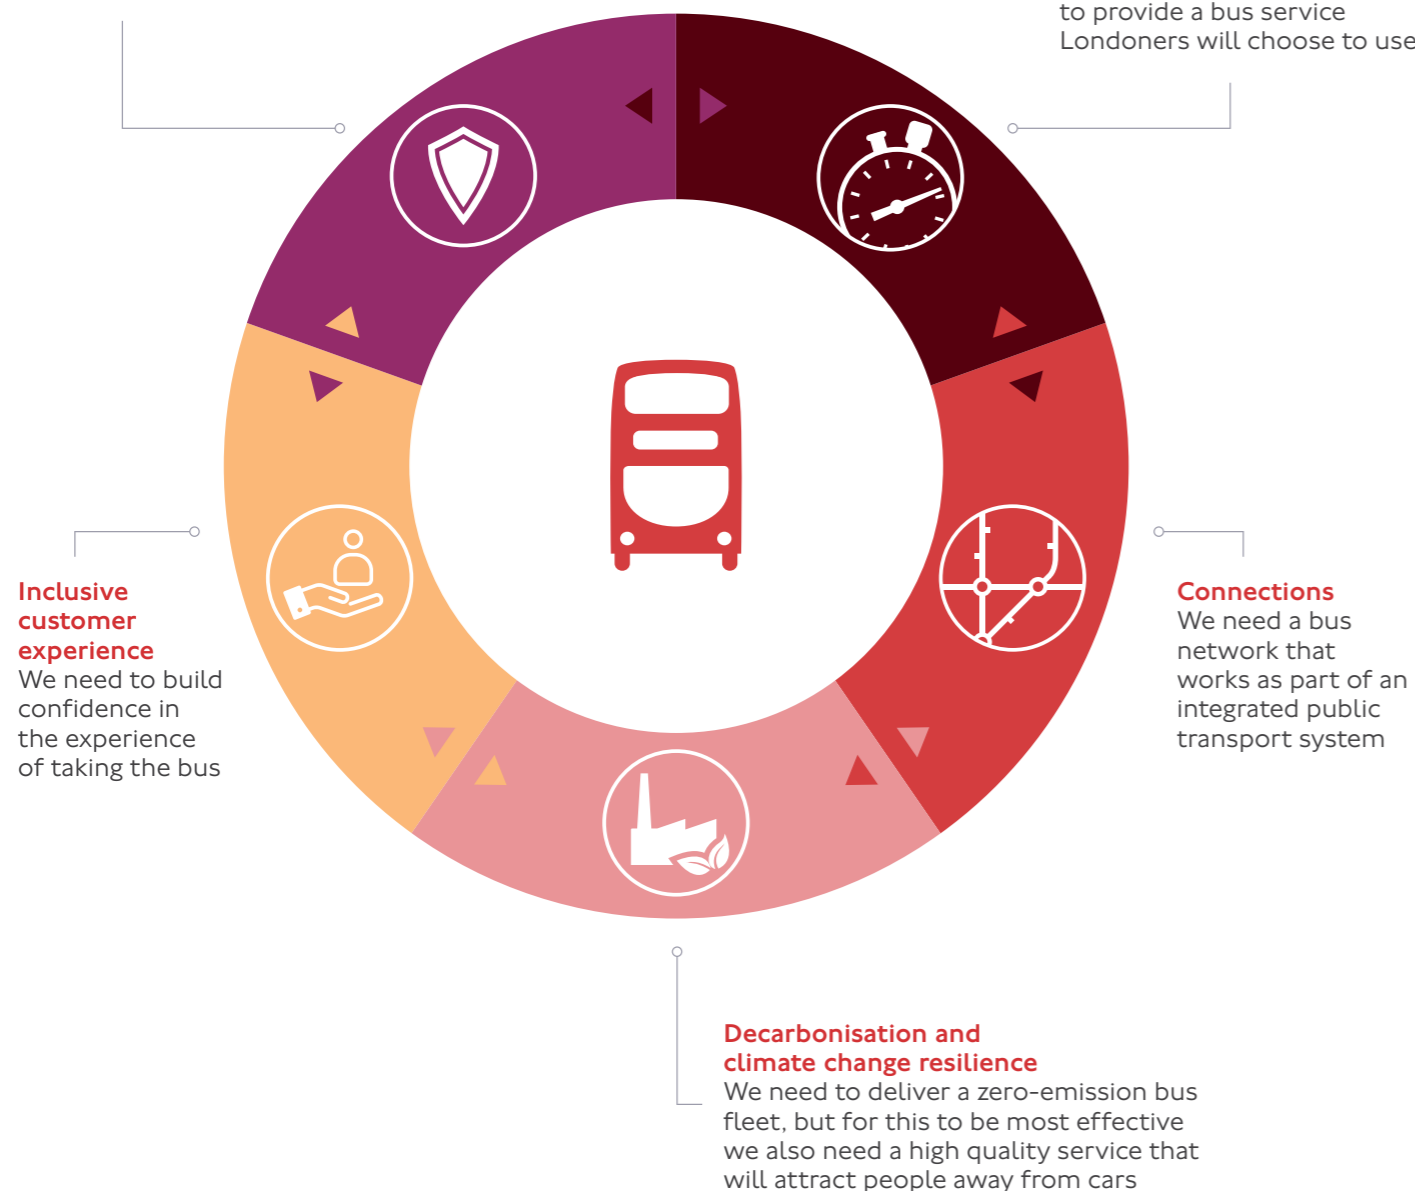 to provide a bus service
Londoners will choose to use
Inclusive
customer
experience
We need to build
confidence in
the experience
of taking the bus
Connections
We need a bus
network that
works as part of an
integrated public
transport system
Decarbonisation and
climate change resilience
We need to deliver a zero-emission bus
fleet, but for this to be most effective
we also need a high quality service that
will attract people away from cars